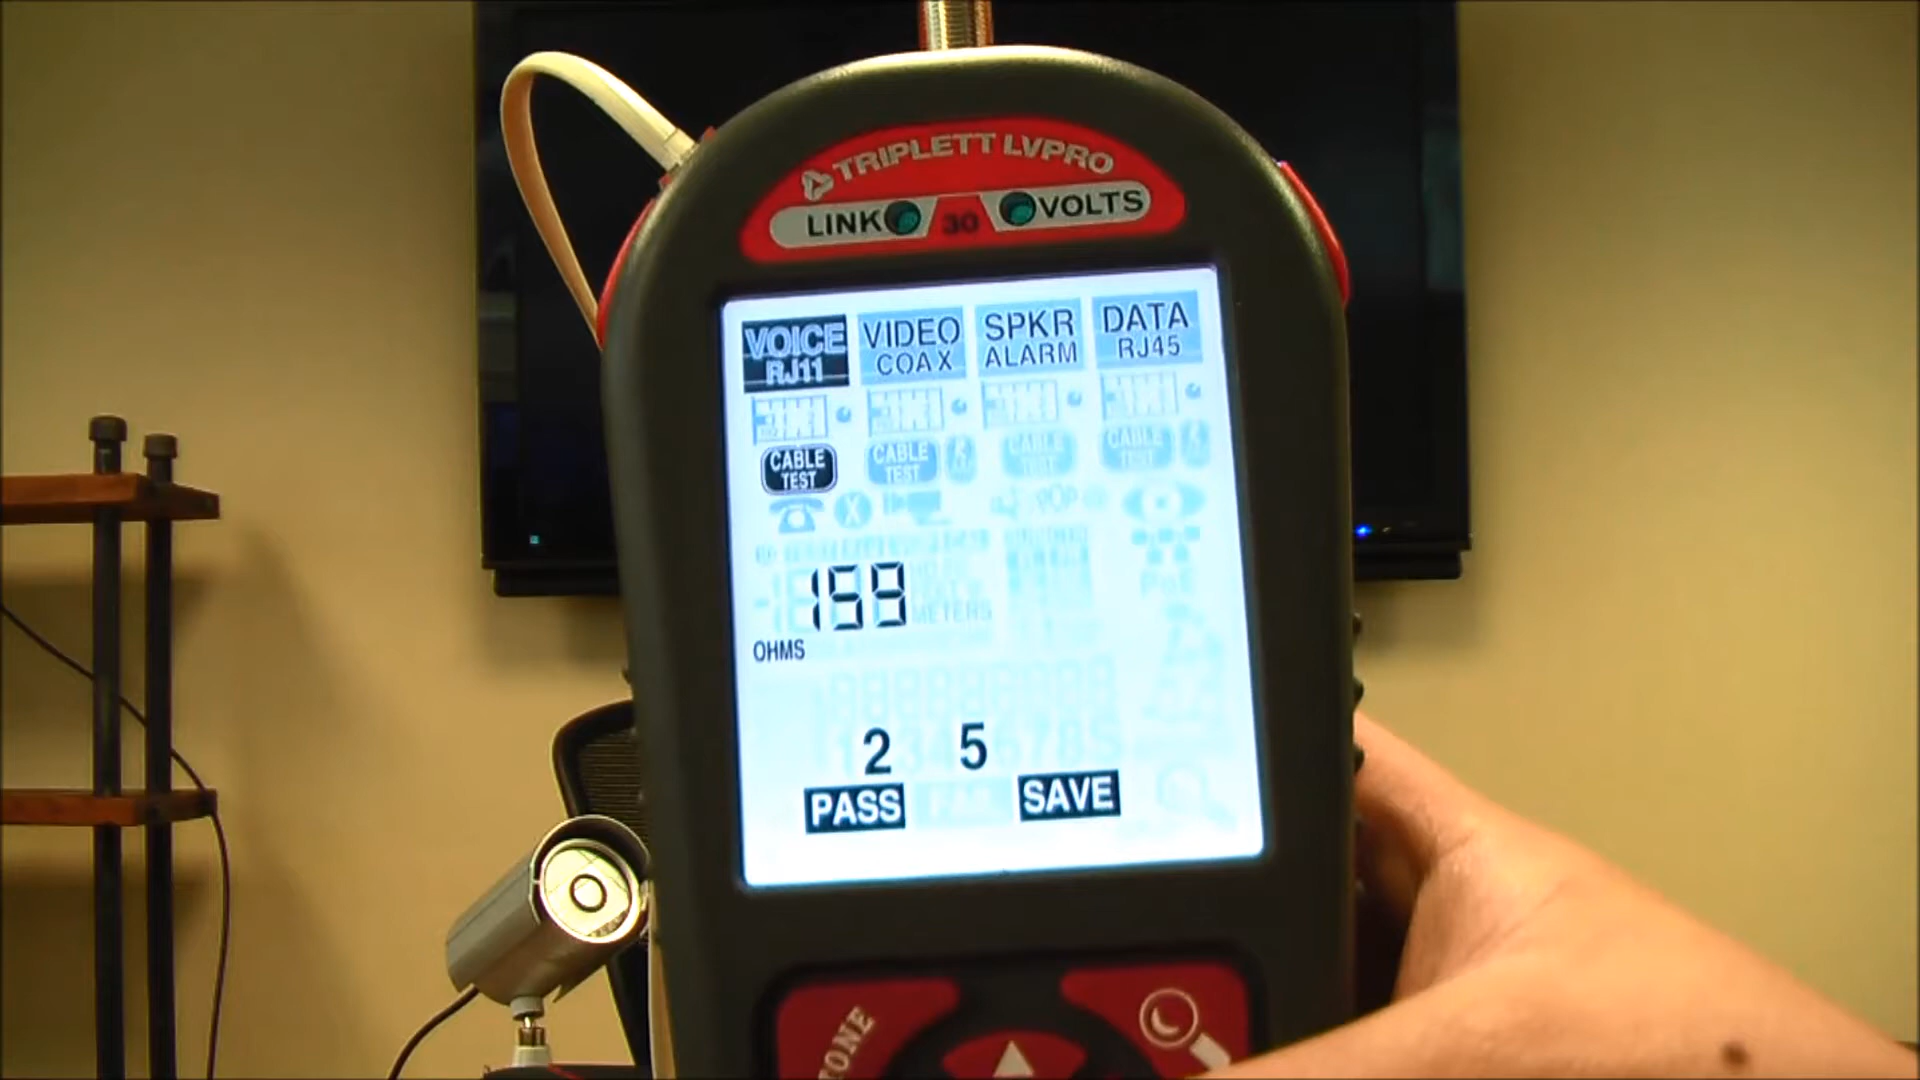 TRIPLETT LVPRO
LINK 30 VOLTS
VOICE RJ11
VIDEO COAX
SPKR ALARM
DATA RJ45
CABLE TEST
CABLE TEST
CABLE TEST
CABLE TEST
X
159
METERS
OHMS
PoE
2 5
PASS SAVE
TONE